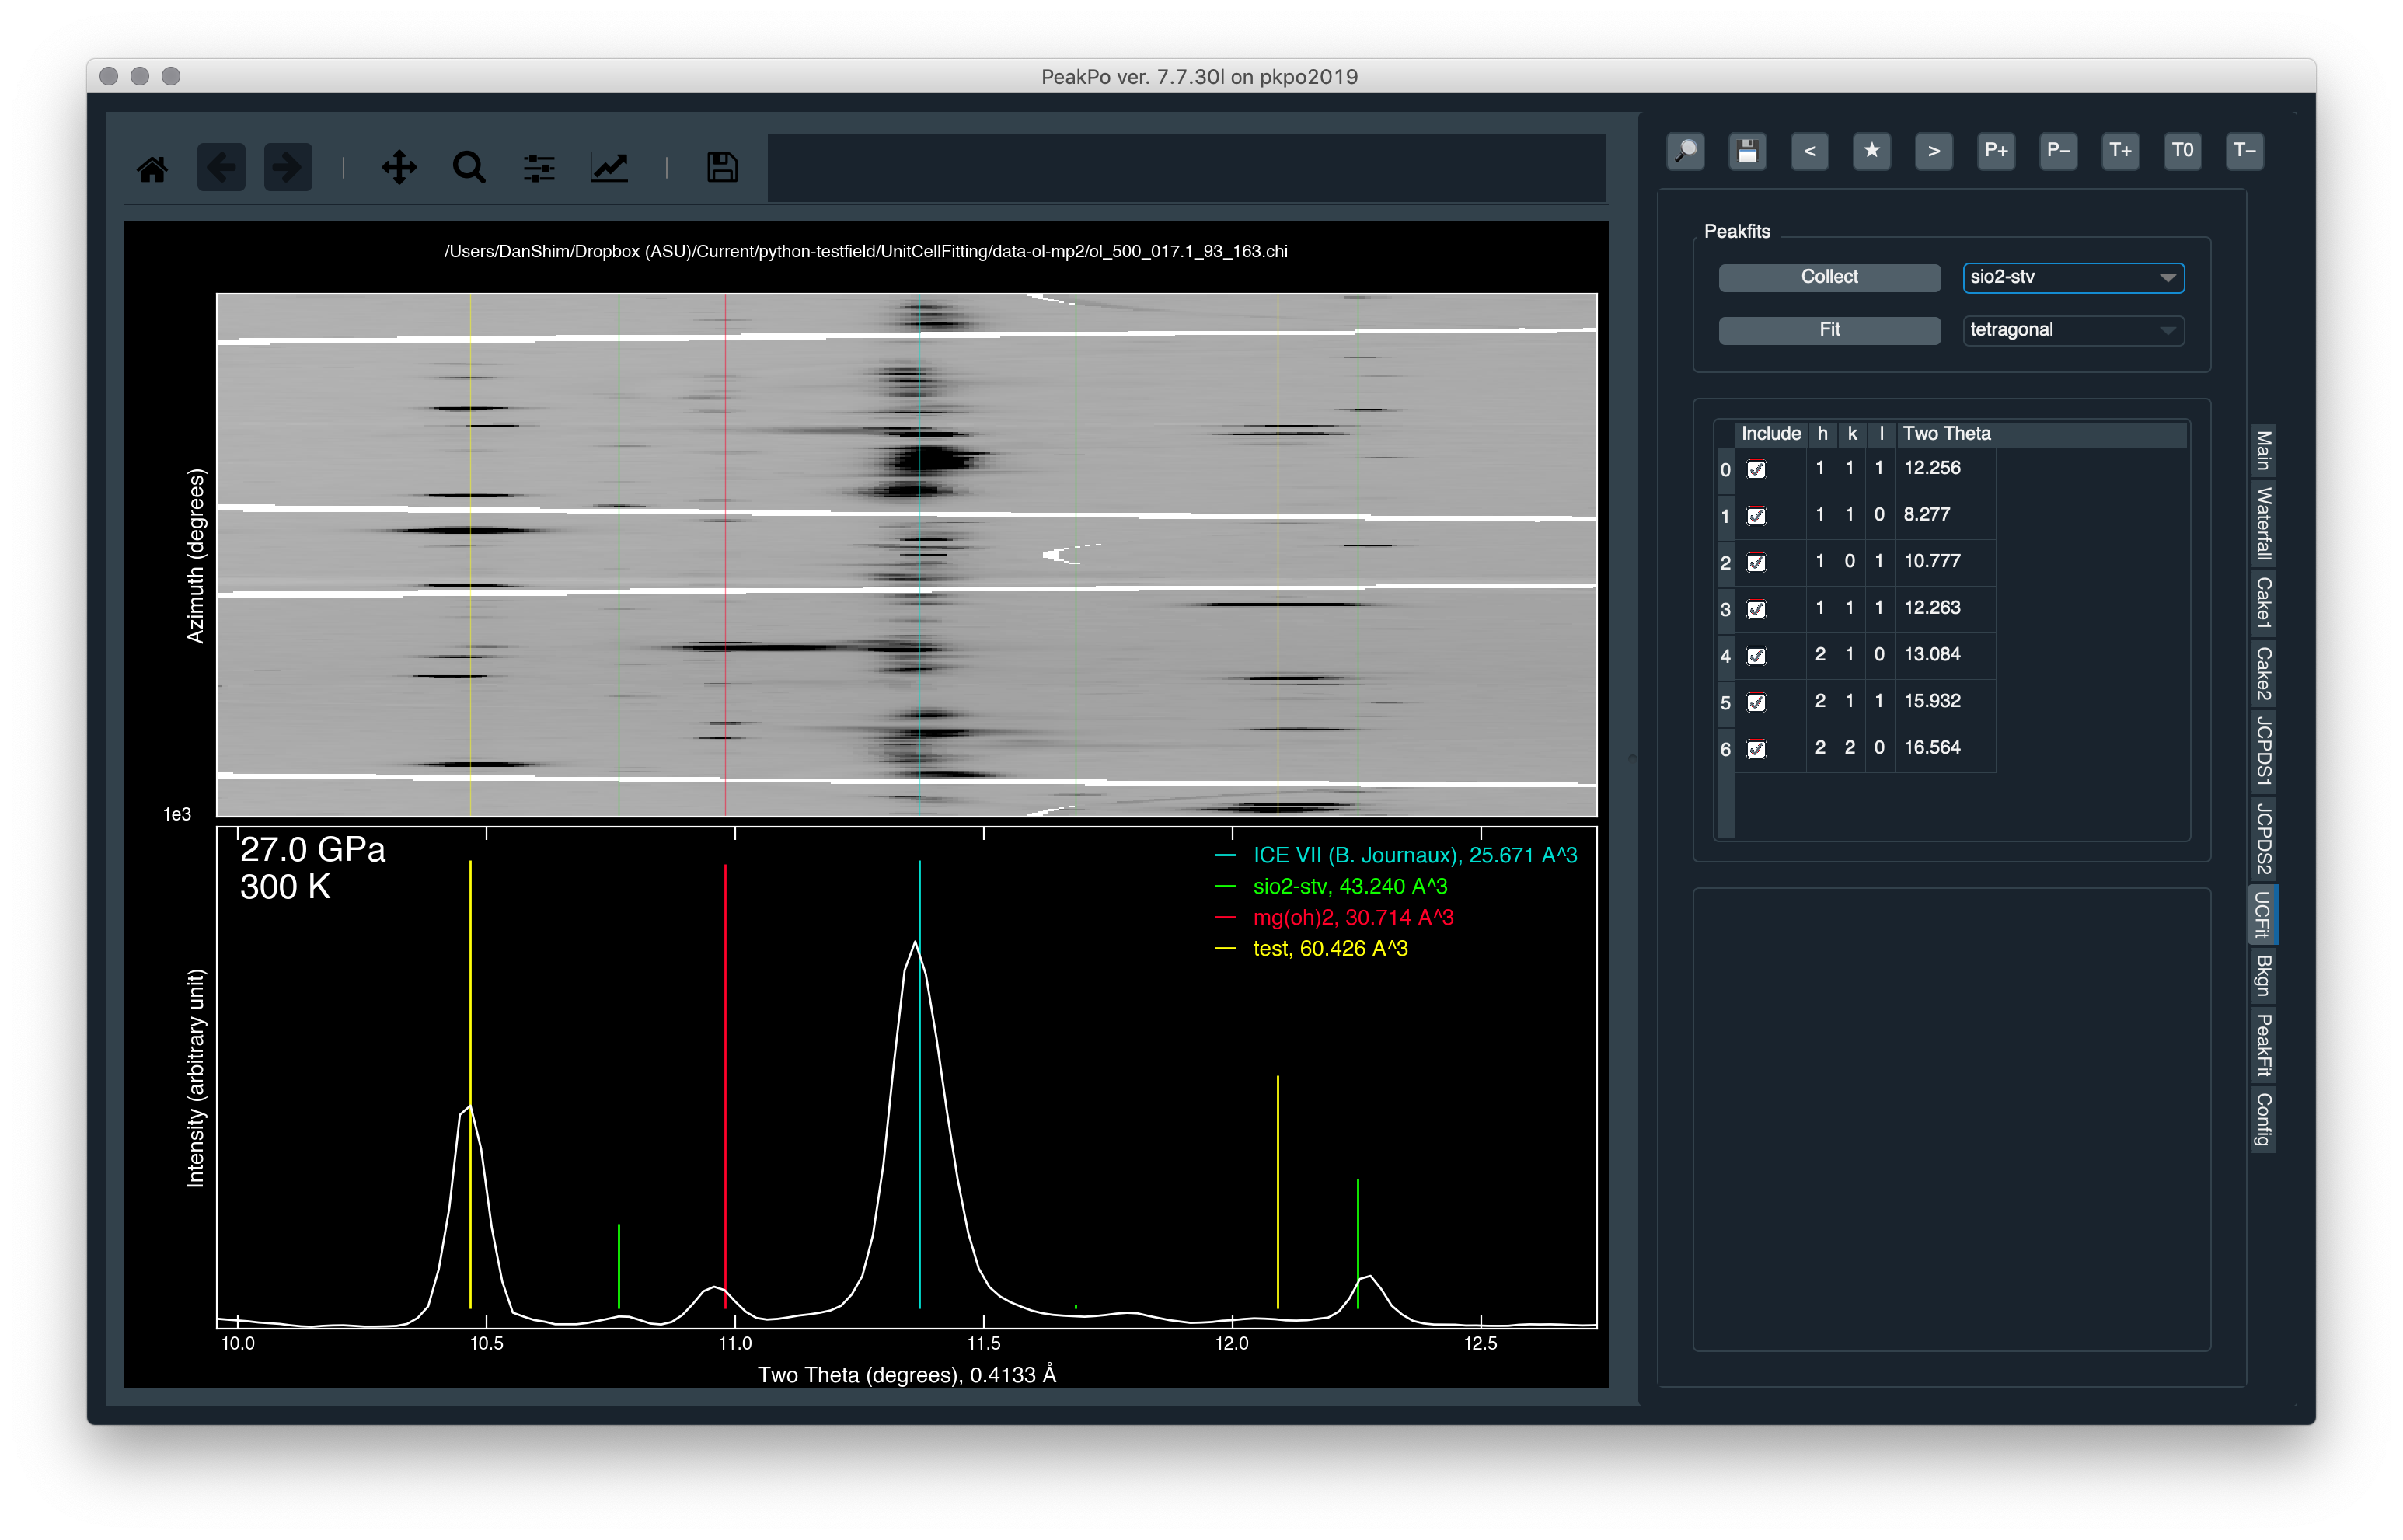 PeakPo ver. 7.7.30l on pkpo2019
< ★ > P+ P− T+ T0 T−
/Users/DanShim/Dropbox (ASU)/Current/python-testfield/UnitCellFitting/data-ol-mp2/ol_500_017.1_93_163.chi
Azimuth (degrees)
1e3
27.0 GPa
300 K
ICE VII (B. Journaux), 25.671 A^3
sio2-stv, 43.240 A^3
mg(oh)2, 30.714 A^3
test, 60.426 A^3
Intensity (arbitrary unit)
10.0 10.5 11.0 11.5 12.0 12.5
Two Theta (degrees), 0.4133 Å
Peakfits
Collect sio2-stv
Fit tetragonal
Include h k l Two Theta
0 1 1 1 12.256
1 1 1 0 8.277
2 1 0 1 10.777
3 1 1 1 12.263
4 2 1 0 13.084
5 2 1 1 15.932
6 2 2 0 16.564
Main
Waterfall
Cake1
Cake2
JCPDS1
JCPDS2
UCFit
Bkgn
PeakFit
Config